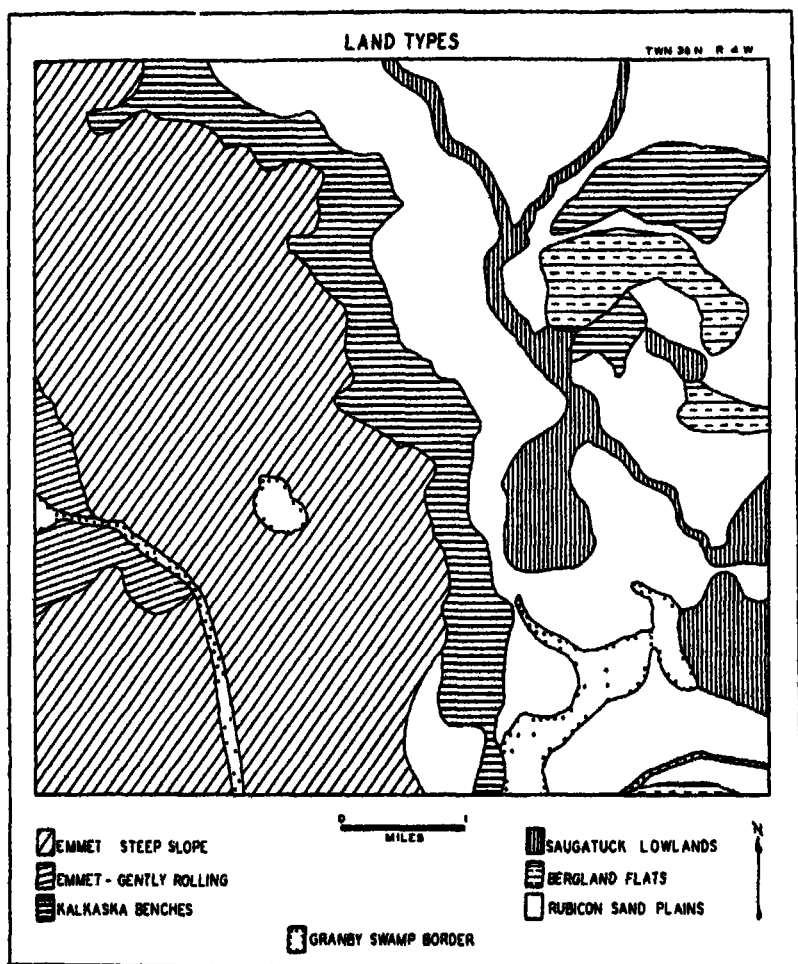 LAND TYPES
TWN 38 N R 4 W
0 1
MILES
N
EMMET STEEP SLOPE
EMMET - GENTLY ROLLING
KALKASKA BENCHES
SAUGATUCK LOWLANDS
BERGLAND FLATS
RUBICON SAND PLAINS
GRANBY SWAMP BORDER